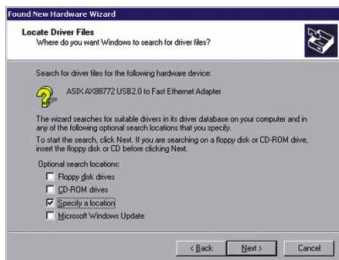 Found New Hardware Wizard
Locate Driver Files
Where do you want Windows to search for driver files?
Search for driver files for the following hardware device:
ASIX AX88772 USB2.0 to Fast Ethernet Adapter
The wizard searches for suitable drivers in its driver database on your computer and in
any of the following optional search locations that you specify.
To start the search, click Next. If you are searching on a floppy disk or CD-ROM drive,
insert the floppy disk or CD before clicking Next.
Optional search locations:
Floppy disk drives
CD-ROM drives
Specify a location
Microsoft Windows Update
< Back
Next >
Cancel